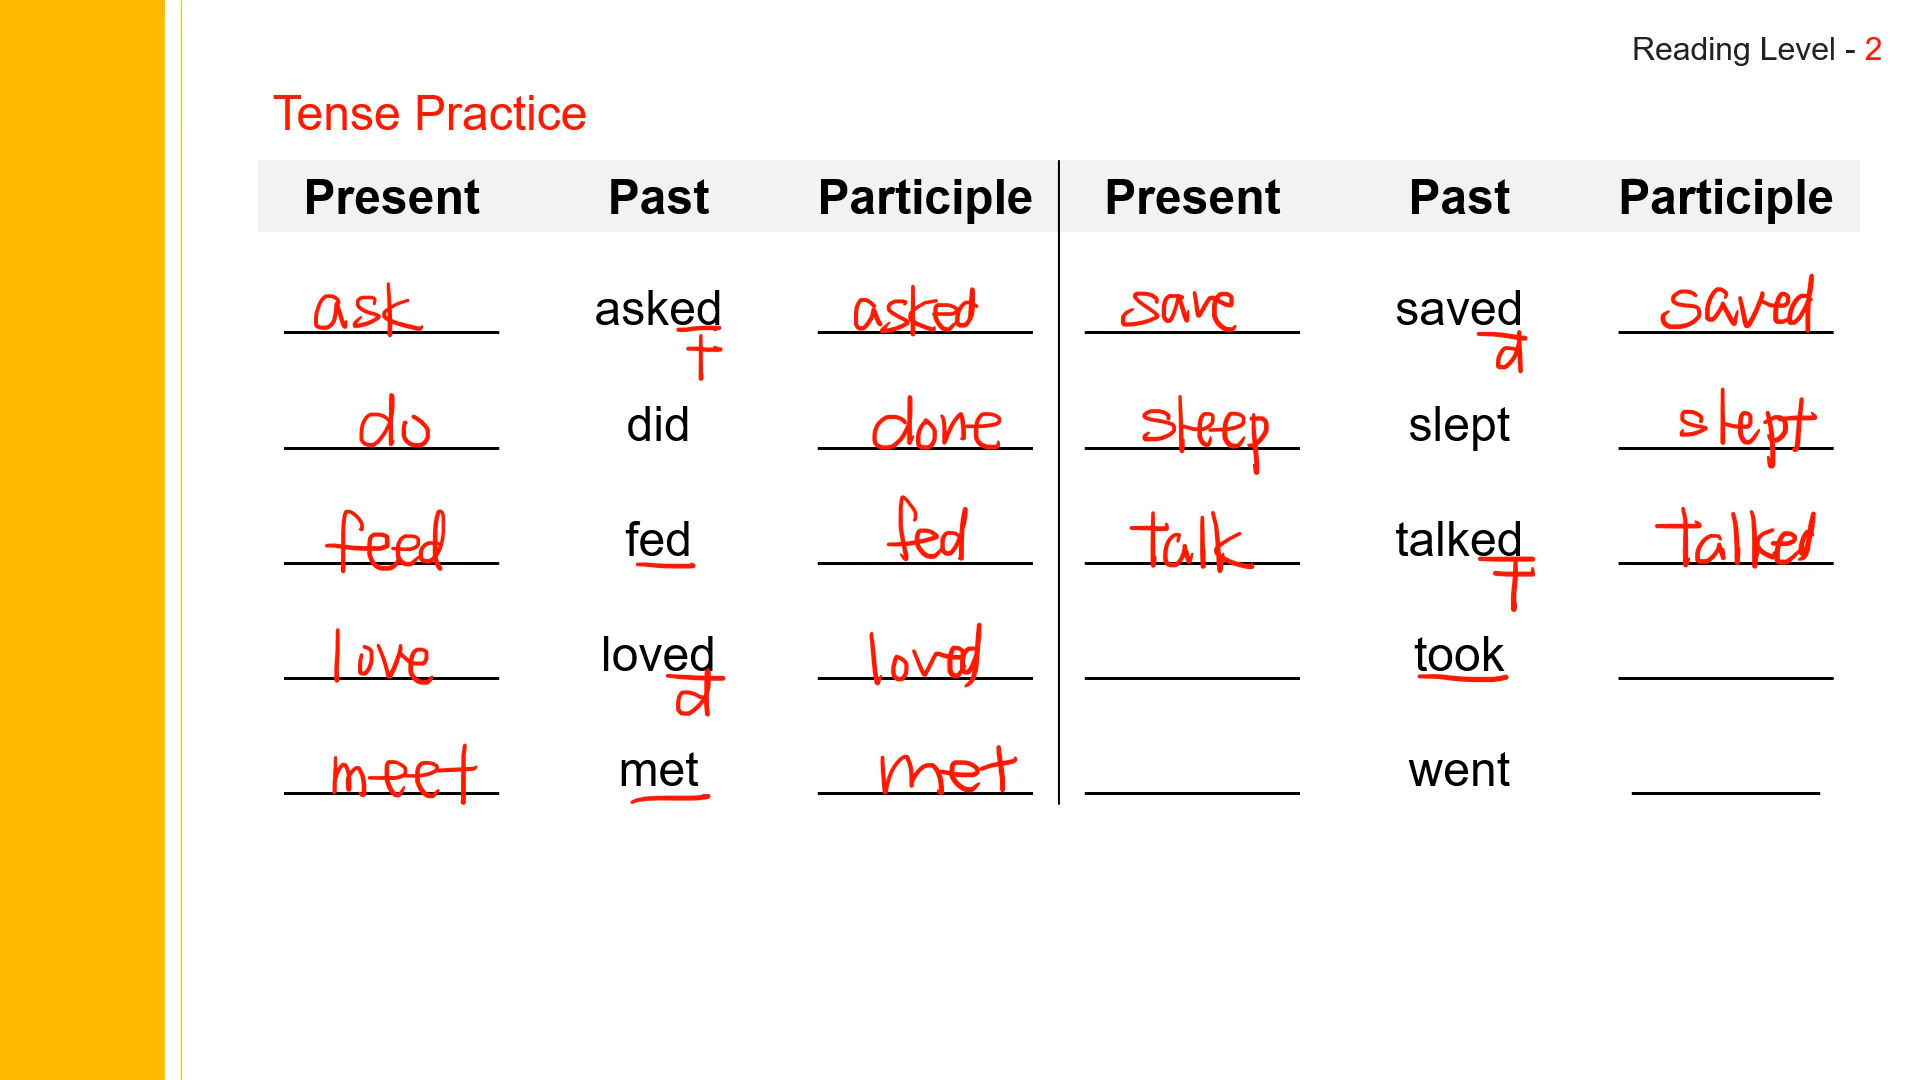 Reading Level - 2
Tense Practice
Present Past Participle Present Past Participle
ask asked asked save saved saved
T d
do did done sleep slept slept
feed fed fed talk talked talked
T
love loved loved took
d
meet met met went